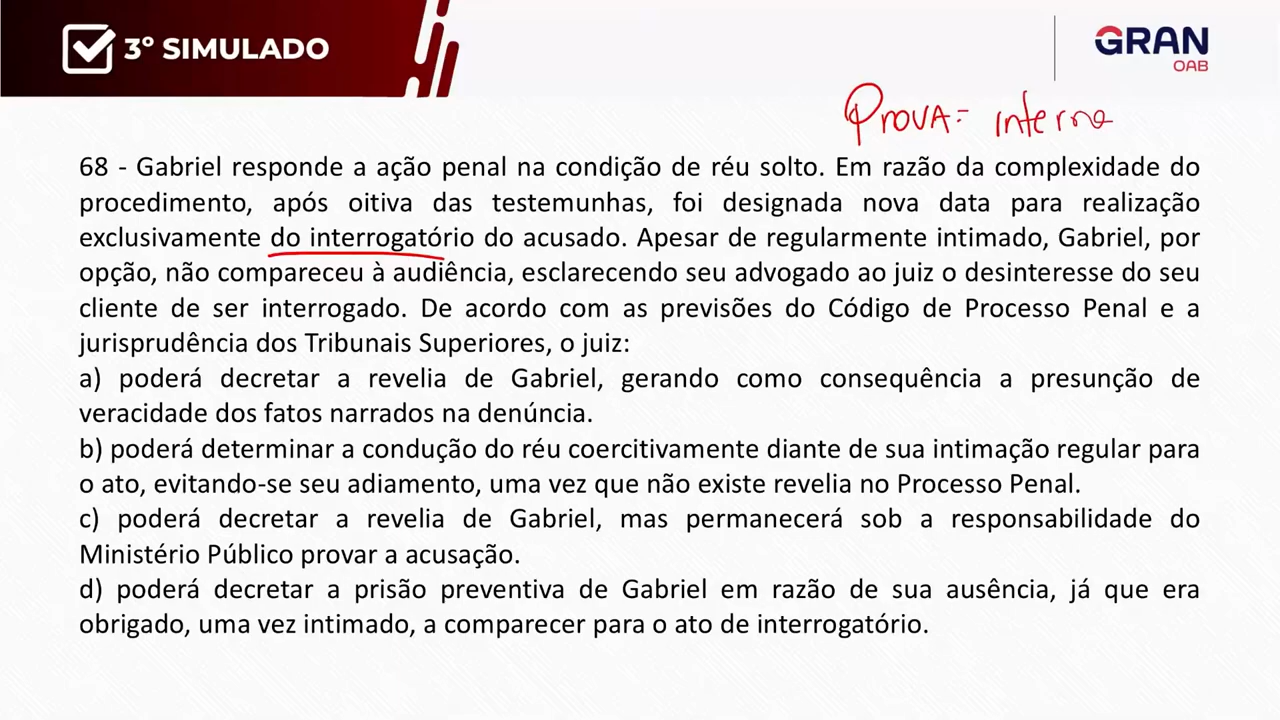 3º SIMULADO
GRAN
OAB
PROVA= interro
68 - Gabriel responde a ação penal na condição de réu solto. Em razão da complexidade do
procedimento, após oitiva das testemunhas, foi designada nova data para realização
exclusivamente do interrogatório do acusado. Apesar de regularmente intimado, Gabriel, por
opção, não compareceu à audiência, esclarecendo seu advogado ao juiz o desinteresse do seu
cliente de ser interrogado. De acordo com as previsões do Código de Processo Penal e a
jurisprudência dos Tribunais Superiores, o juiz:
a) poderá decretar a revelia de Gabriel, gerando como consequência a presunção de
veracidade dos fatos narrados na denúncia.
b) poderá determinar a condução do réu coercitivamente diante de sua intimação regular para
o ato, evitando-se seu adiamento, uma vez que não existe revelia no Processo Penal.
c) poderá decretar a revelia de Gabriel, mas permanecerá sob a responsabilidade do
Ministério Público provar a acusação.
d) poderá decretar a prisão preventiva de Gabriel em razão de sua ausência, já que era
obrigado, uma vez intimado, a comparecer para o ato de interrogatório.